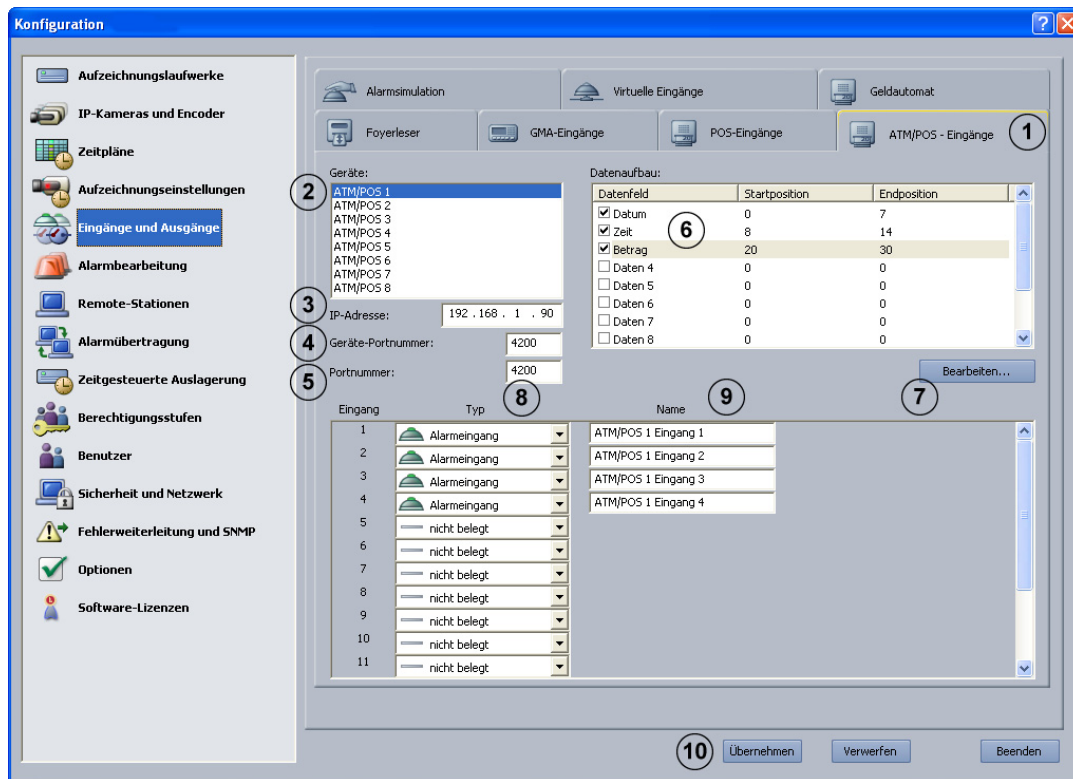 Konfiguration
Aufzeichnungslaufwerke
IP-Kameras und Encoder
Zeitpläne
Aufzeichnungseinstellungen
Eingänge und Ausgänge
Alarmbearbeitung
Remote-Stationen
Alarmübertragung
Zeitgesteuerte Auslagerung
Berechtigungsstufen
Benutzer
Sicherheit und Netzwerk
Fehlerweiterleitung und SNMP
Optionen
Software-Lizenzen
Alarmsimulation
Virtuelle Eingänge
Geldautomat
Foyerleser
GMA-Eingänge
POS-Eingänge
ATM/POS - Eingänge
1
Geräte:
2
ATM/POS 1
ATM/POS 2
ATM/POS 3
ATM/POS 4
ATM/POS 5
ATM/POS 6
ATM/POS 7
ATM/POS 8
3
IP-Adresse: 192 . 168 . 1 . 90
4
Geräte-Portnummer: 4200
5
Portnummer: 4200
Datenaufbau:
Datenfeld Startposition Endposition
Datum 0 7
Zeit 8 14
6
Betrag 20 30
Daten 4 0 0
Daten 5 0 0
Daten 6 0 0
Daten 7 0 0
Daten 8 0 0
Bearbeiten...
7
Eingang Typ 8 Name 9
1 Alarmeingang ATM/POS 1 Eingang 1
2 Alarmeingang ATM/POS 1 Eingang 2
3 Alarmeingang ATM/POS 1 Eingang 3
4 Alarmeingang ATM/POS 1 Eingang 4
5 nicht belegt
6 nicht belegt
7 nicht belegt
8 nicht belegt
9 nicht belegt
10 nicht belegt
11 nicht belegt
10 Übernehmen Verwerfen Beenden